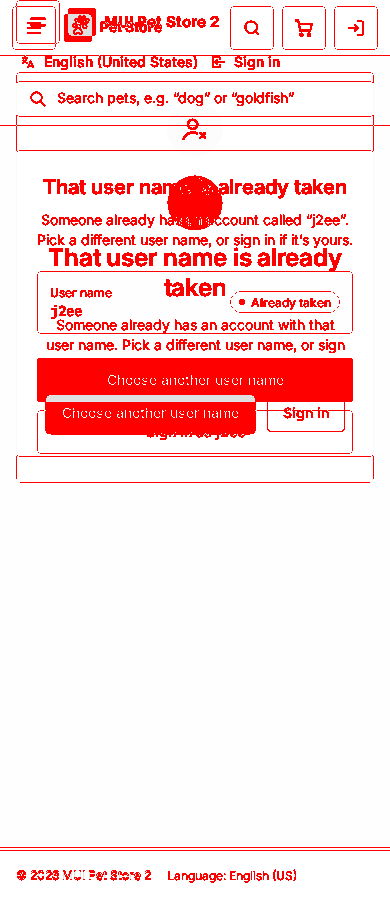 MUI Pet Store 2
Pet Store
English (United States) Sign in
Search pets, e.g. “dog” or “goldfish”
That user name already taken
Someone already has account called “j2ee”.
Pick a different user name, or sign in if it's yours.
That user name is already
taken
User name
j2ee
Already taken
Someone already has an account with that
user name. Pick a different user name, or sign
Choose another user name
Choose another user name
Sign in
Sign in as j2ee
© 2026 MUI Pet Store 2 Language: English (US)